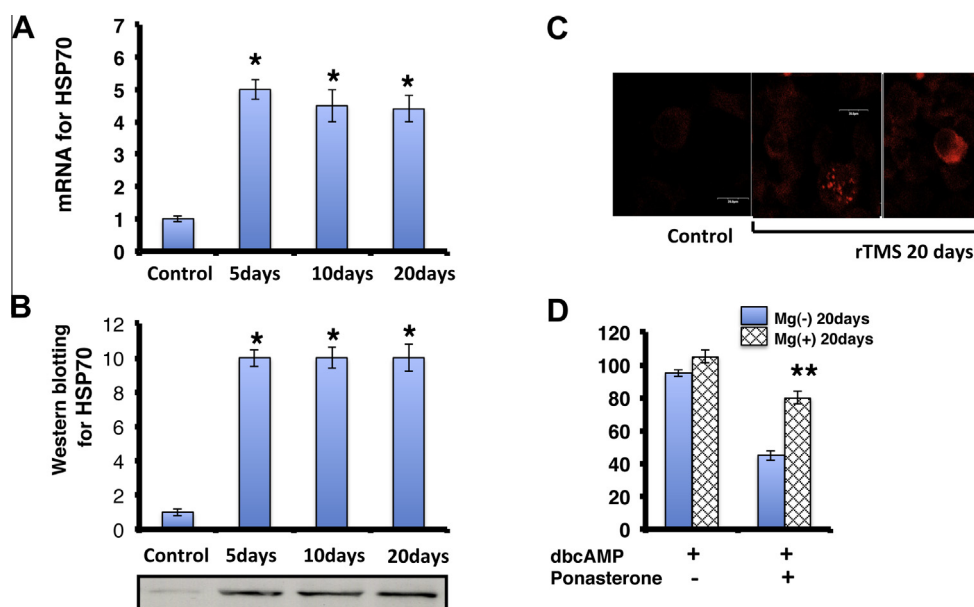 A
mRNA for HSP70
7
6
5
4
3
2
1
0
*
*
*
Control 5days 10days 20days
B
Western blotting
for HSP70
12
10
8
6
4
2
0
*
*
*
Control 5days 10days 20days
C
Control
rTMS 20 days
D
Mg(-) 20days
Mg(+) 20days
120
100
80
60
40
20
0
**
dbcAMP + +
Ponasterone - +